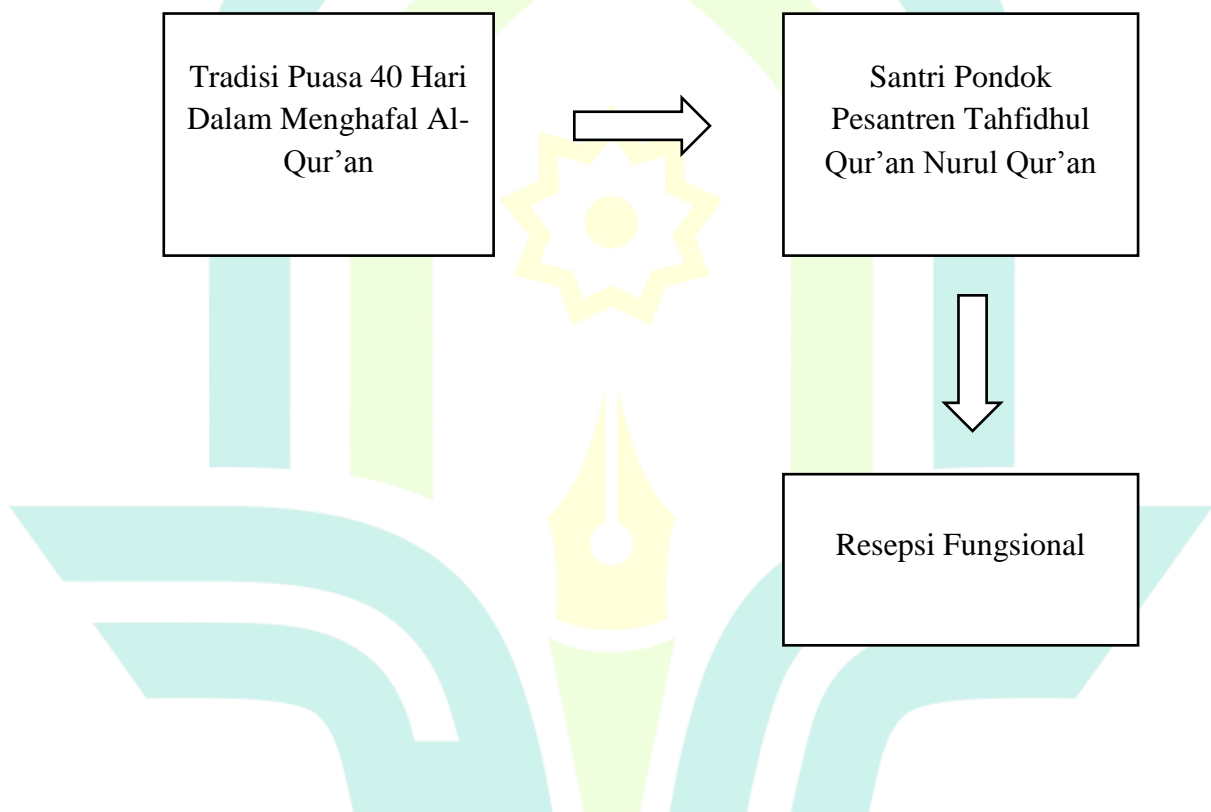 Tradisi Puasa 40 Hari
Dalam Menghafal Al-
Qur’an
Santri Pondok
Pesantren Tahfidhul
Qur’an Nurul Qur’an
Resepsi Fungsional